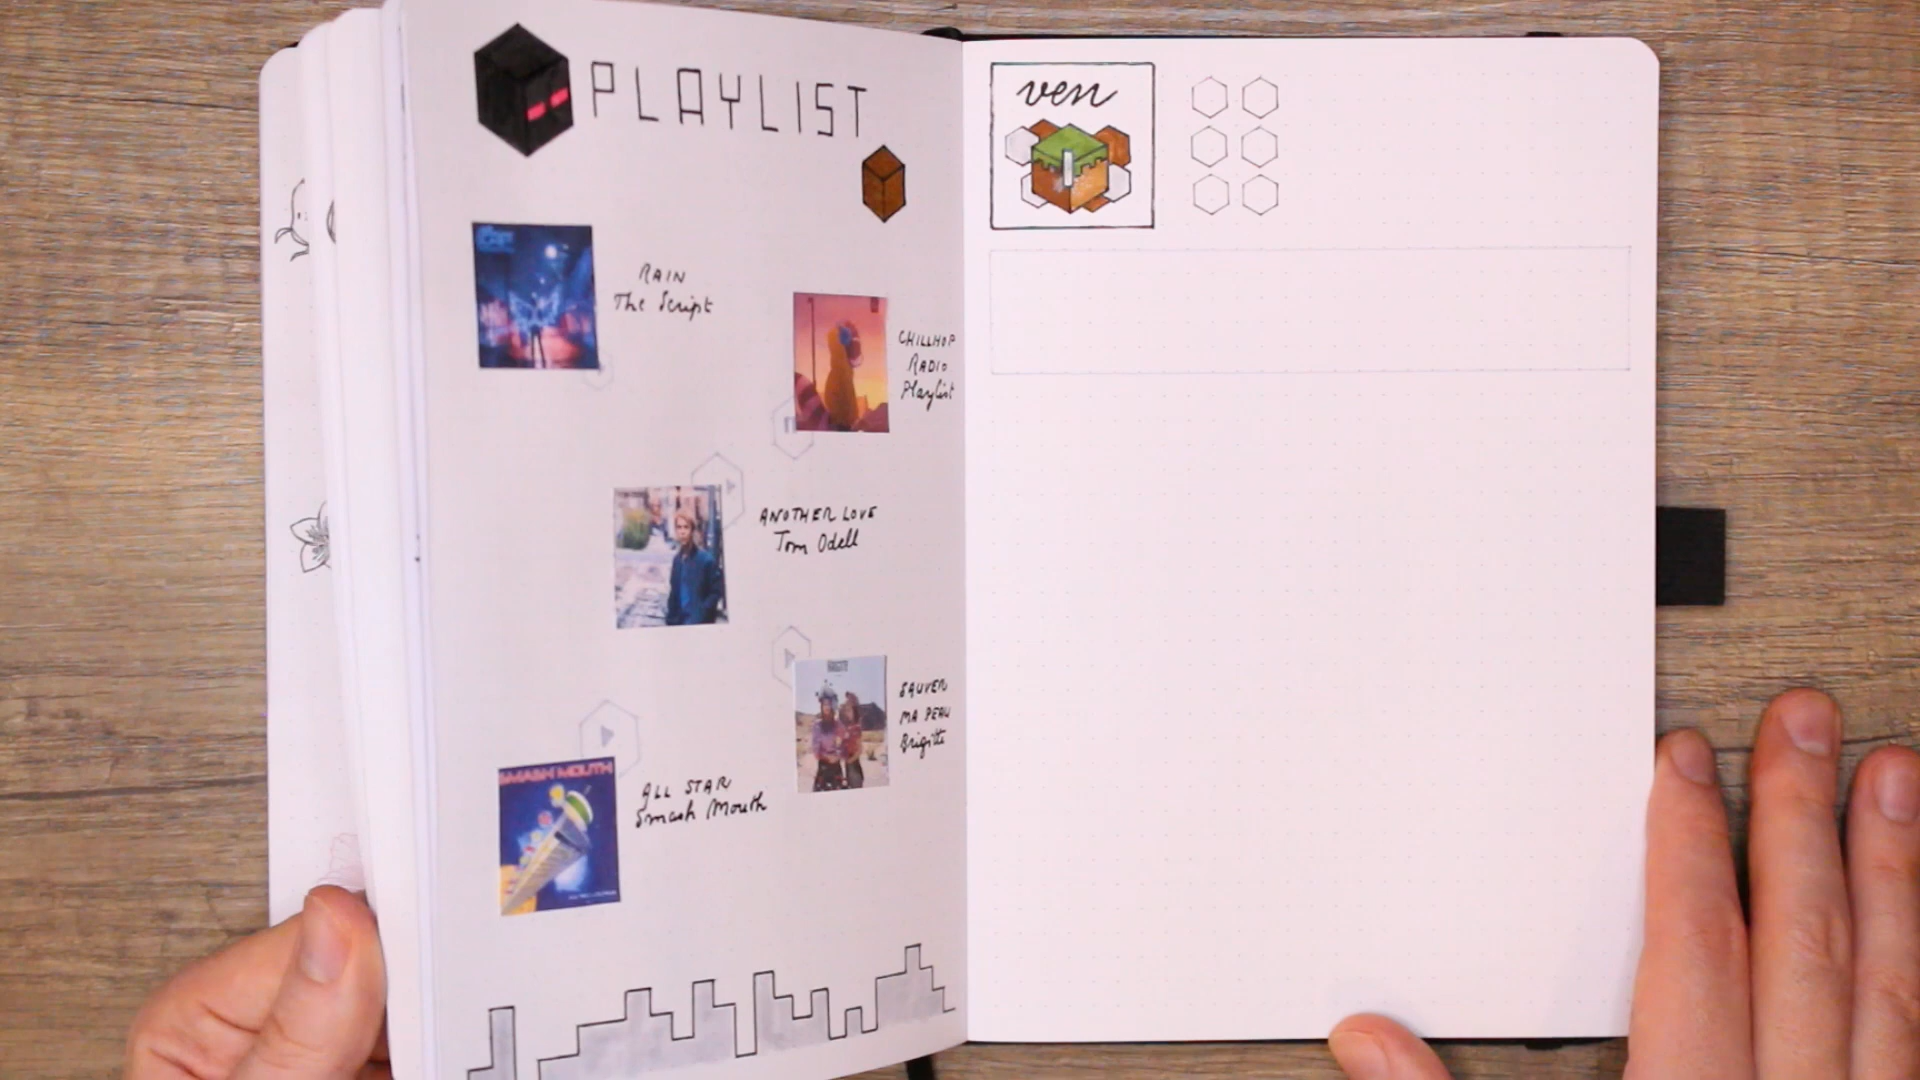 PLAYLIST
RAIN
The Script
CHILLHOP
RADIO
Playlist
ANOTHER LOVE
Tom Odell
SAUVER
MA PEAU
Brigitte
SMASH MOUTH
ALL STAR
Smash Mouth
ven
1